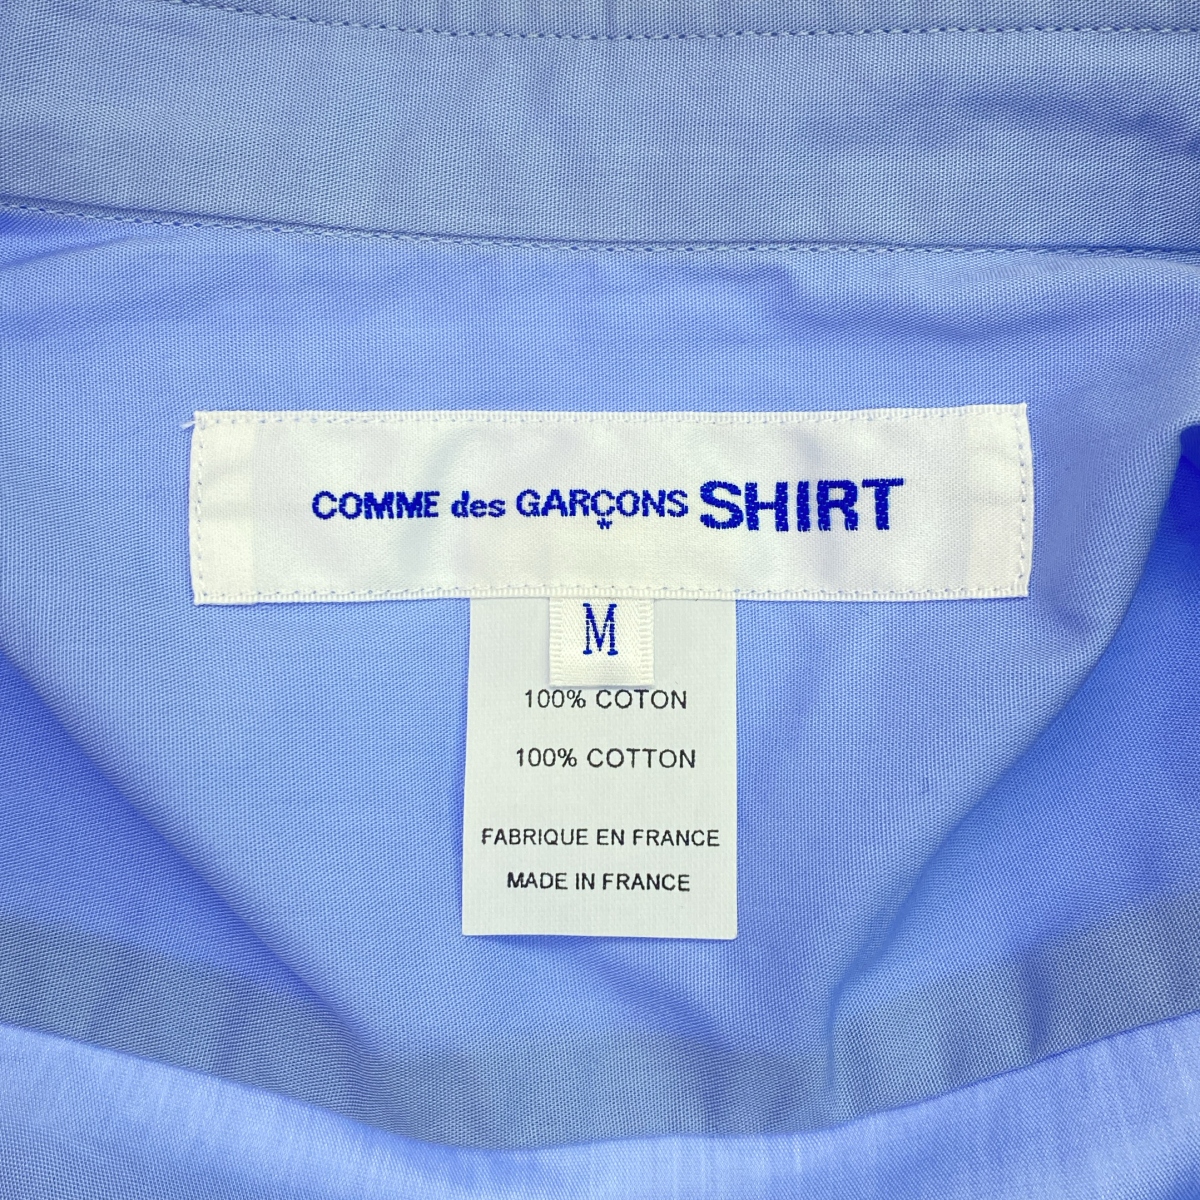 COMME des GARÇONS SHIRT
M
100% COTON
100% COTTON
FABRIQUE EN FRANCE
MADE IN FRANCE